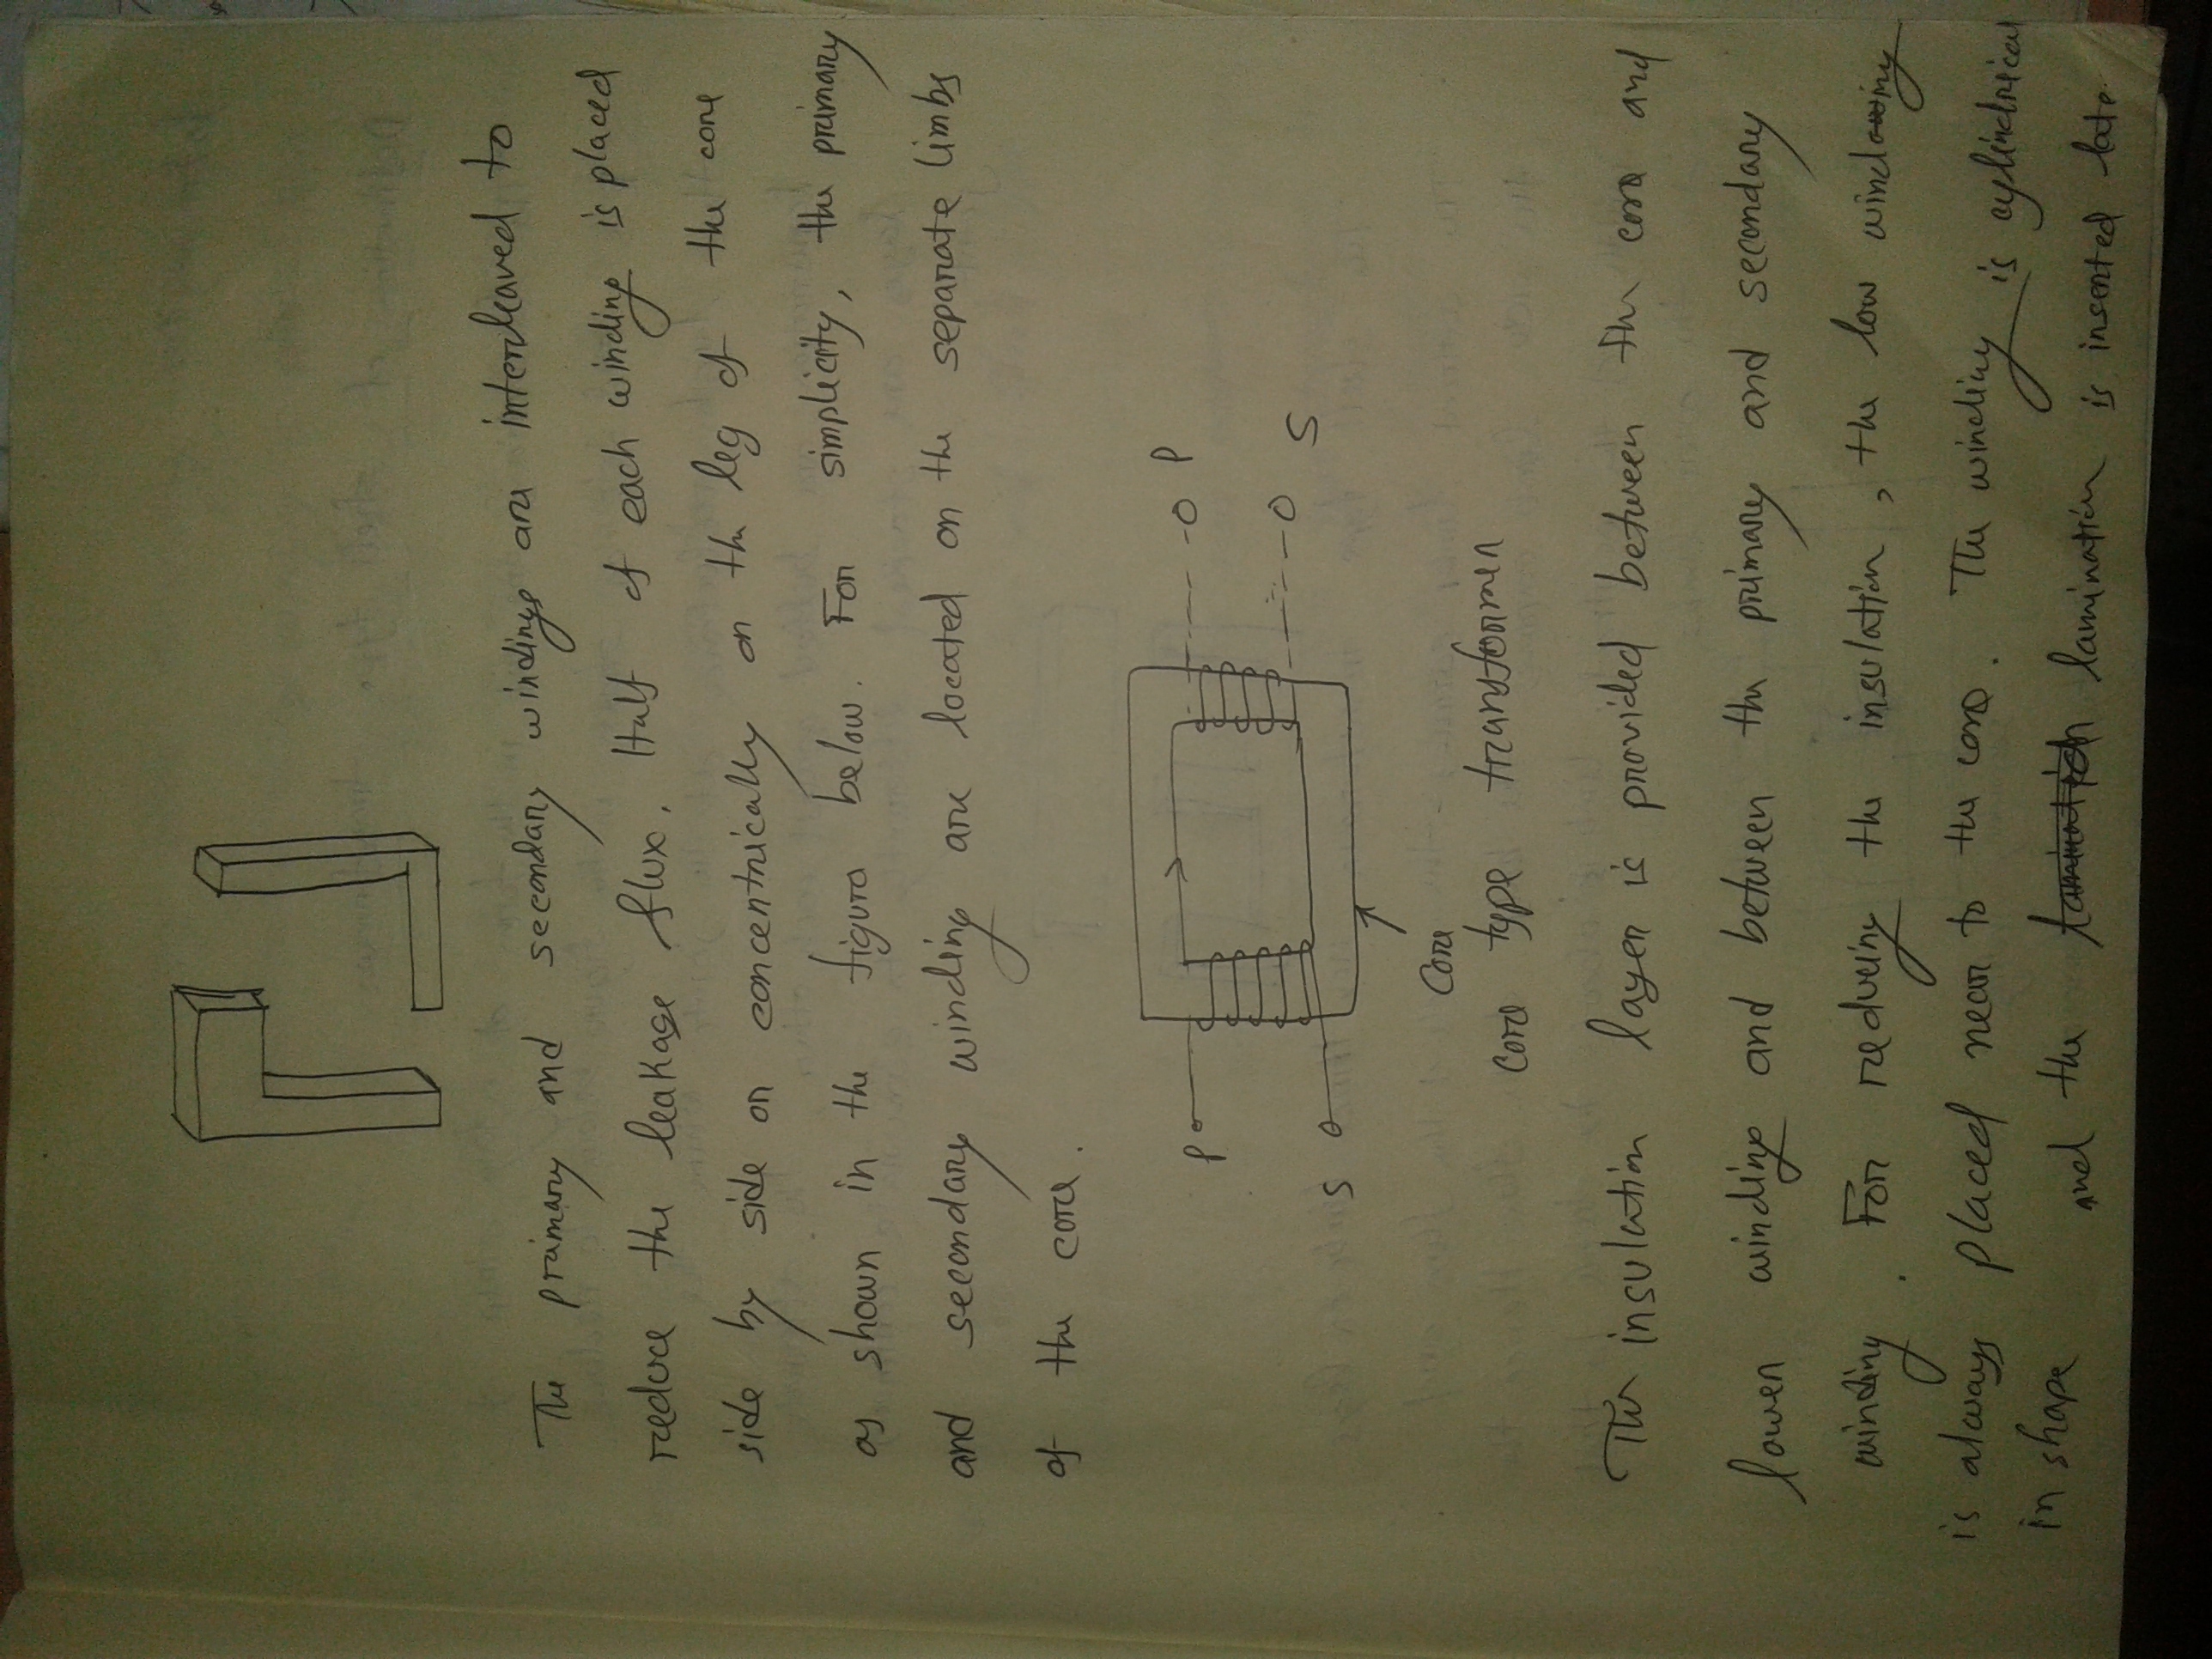 The primary and secondary windings are interleaved to
reduce the leakage flux. Half of each winding is placed
side by side or concentrically on the leg of the core
as shown in the figure below. For simplicity, the primary
and secondary winding are located on the separate limbs
of the core.
P P
S S
Core
Core type transformer
The insulation layer is provided between the core and
lower winding and between the primary and secondary
winding. For reducing the insulation, the low winding
is always placed near to the core. The winding is cylindrical
in shape and the lamination lamination is inserted late